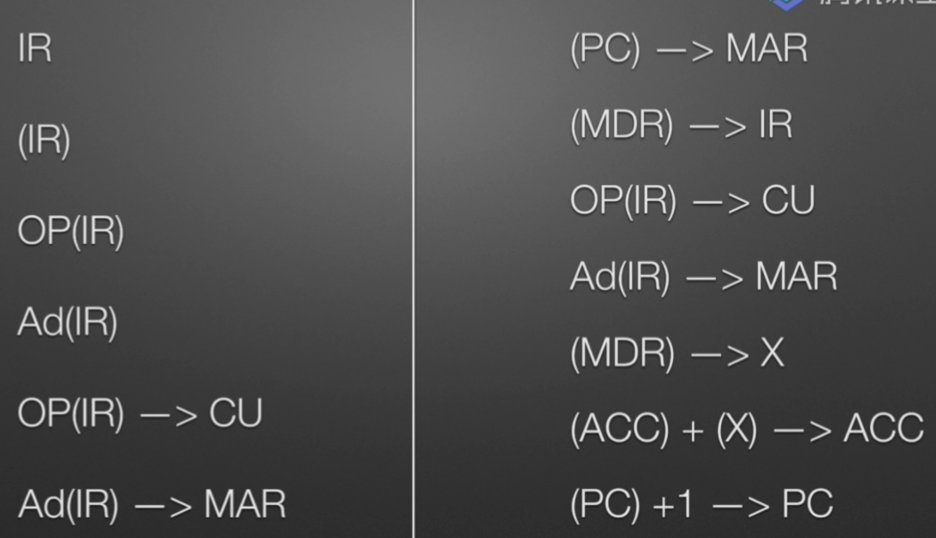 IR
(IR)
OP(IR)
Ad(IR)
OP(IR) —> CU
Ad(IR) —> MAR
(PC) —> MAR
(MDR) —> IR
OP(IR) —> CU
Ad(IR) —> MAR
(MDR) —> X
(ACC) + (X) —> ACC
(PC) +1 —> PC